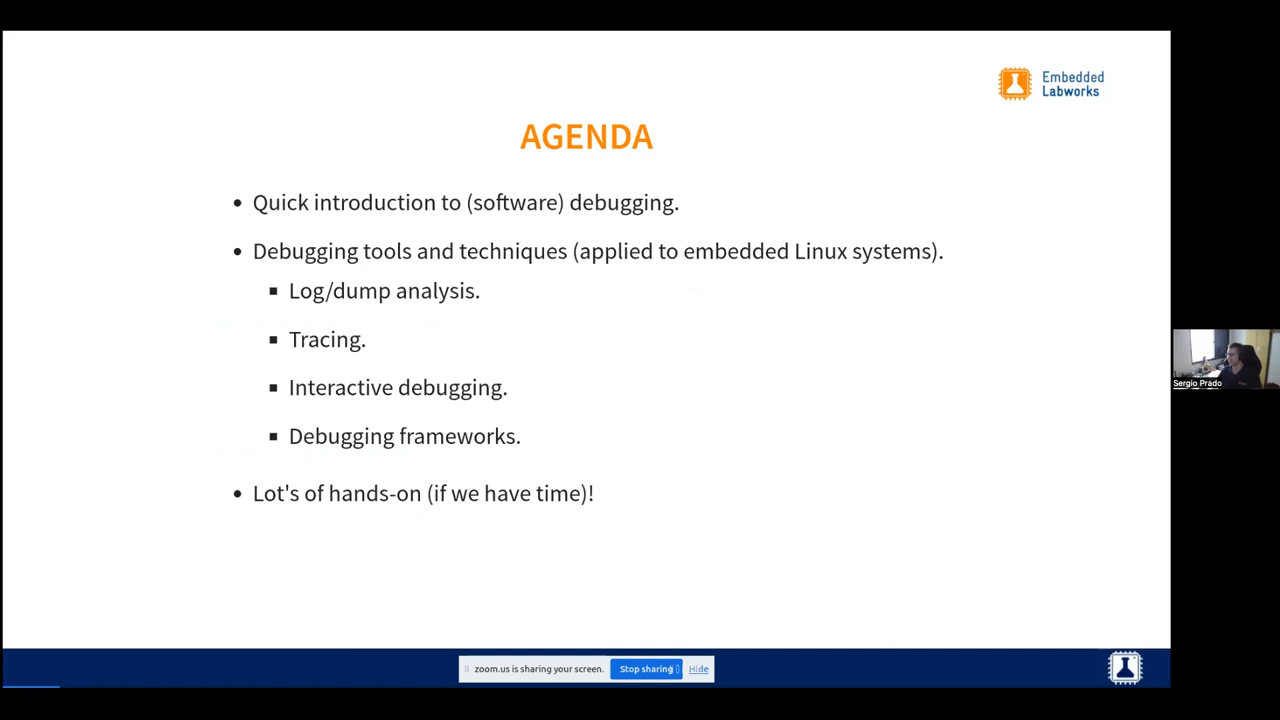 Embedded
Labworks
AGENDA
• Quick introduction to (software) debugging.
• Debugging tools and techniques (applied to embedded Linux systems).
▪ Log/dump analysis.
▪ Tracing.
▪ Interactive debugging.
▪ Debugging frameworks.
• Lot's of hands-on (if we have time)!
Sergio Prado
zoom.us is sharing your screen. Stop sharing Hide